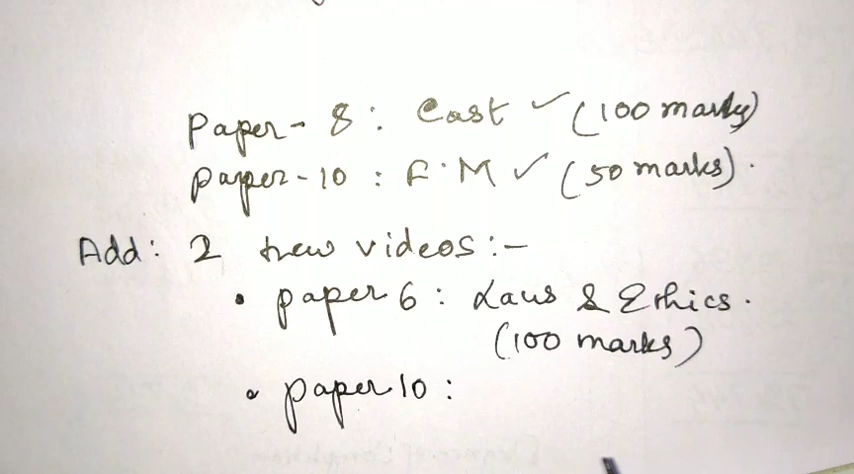 Paper - 8 : Cost ✓ (100 marks)
paper - 10 : F.M ✓ (50 marks).
Add : 2 new videos :-
• paper 6 : Laws & Ethics.
(100 marks)
• paper 10 :